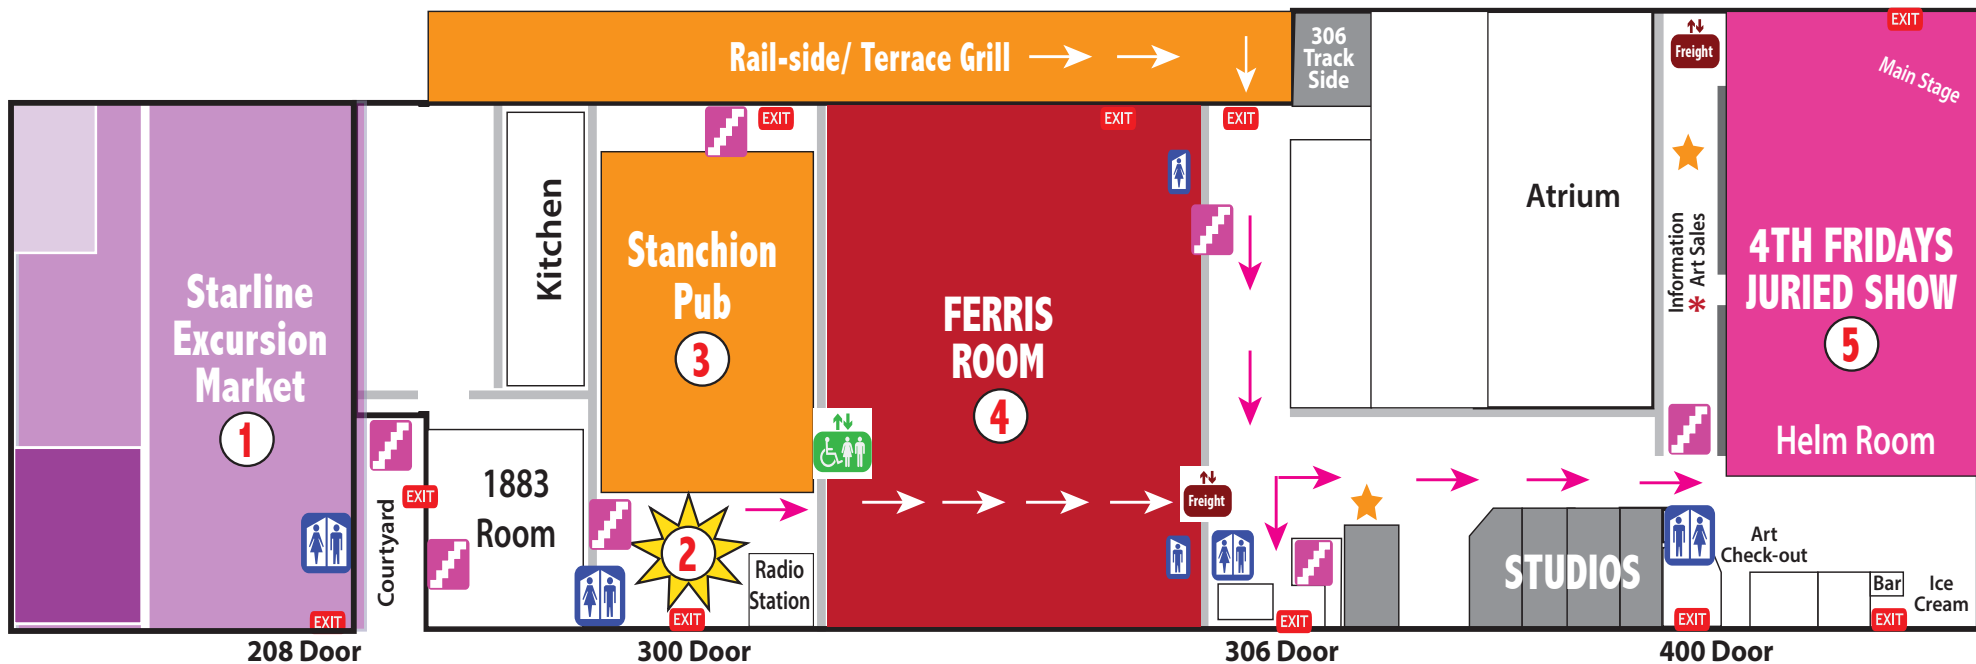 Rail-side/ Terrace Grill
306
Track
Side
Freight
EXIT
Main Stage
EXIT
EXIT
EXIT
Kitchen
Stanchion
Pub
3
Starline
Excursion
Market
1
FERRIS
ROOM
4
Atrium
Information
* Art Sales
4TH FRIDAYS
JURIED SHOW
5
Helm Room
Courtyard
EXIT
1883
Room
2
Radio
Station
Freight
STUDIOS
Art
Check-out
Bar
Ice
Cream
EXIT
EXIT
EXIT
EXIT
EXIT
208 Door
300 Door
306 Door
400 Door